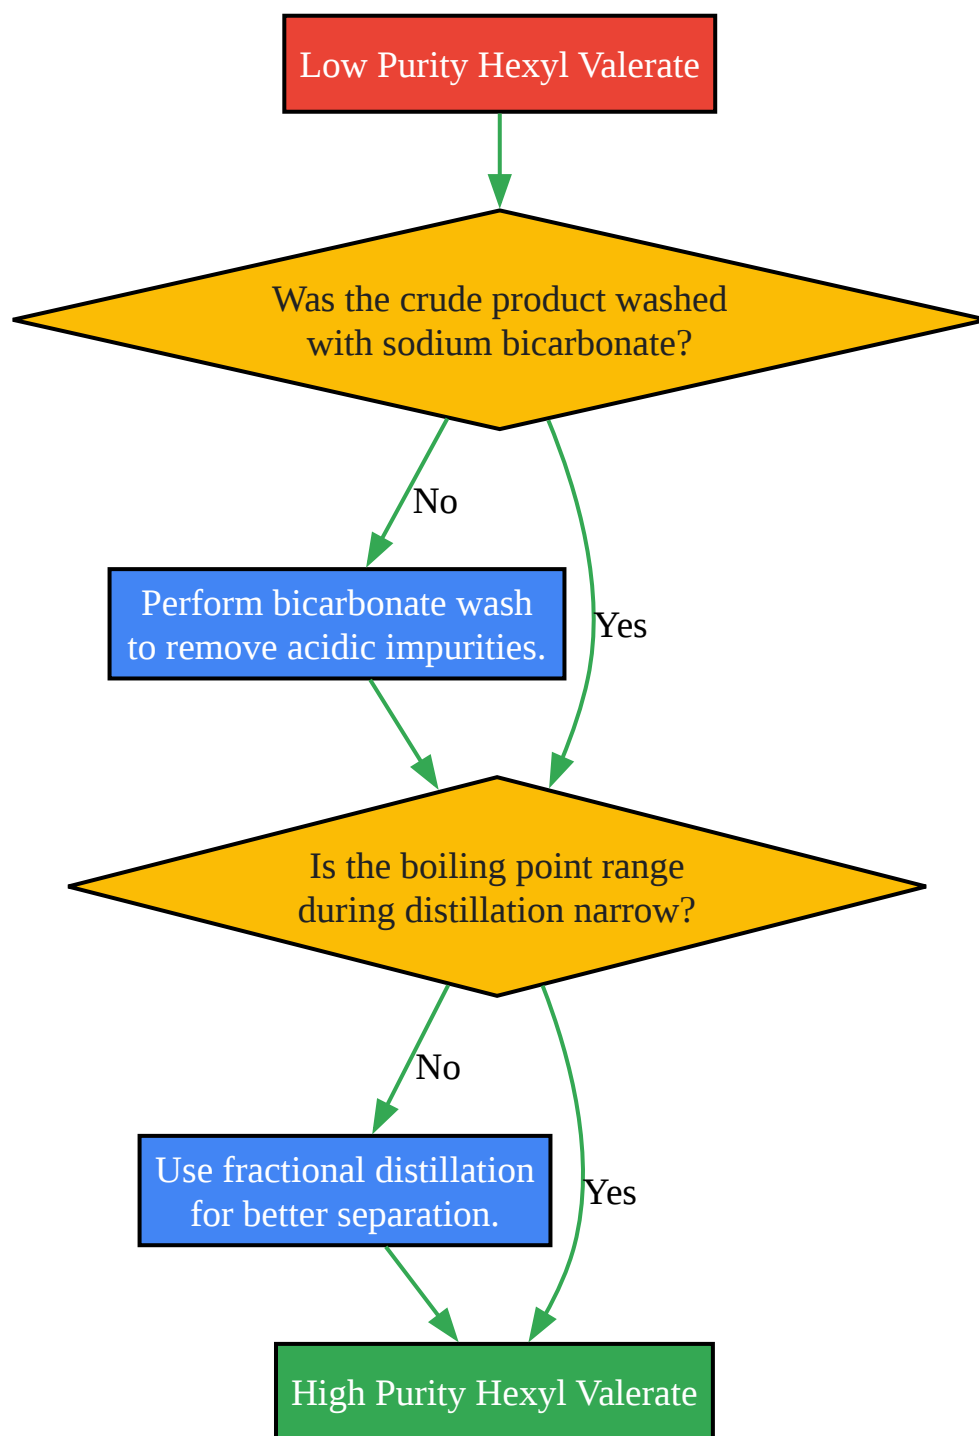 Low Purity Hexyl Valerate
Was the crude product washed
with sodium bicarbonate?
No
Perform bicarbonate wash
to remove acidic impurities.
Yes
Is the boiling point range
during distillation narrow?
No
Use fractional distillation
for better separation.
Yes
High Purity Hexyl Valerate